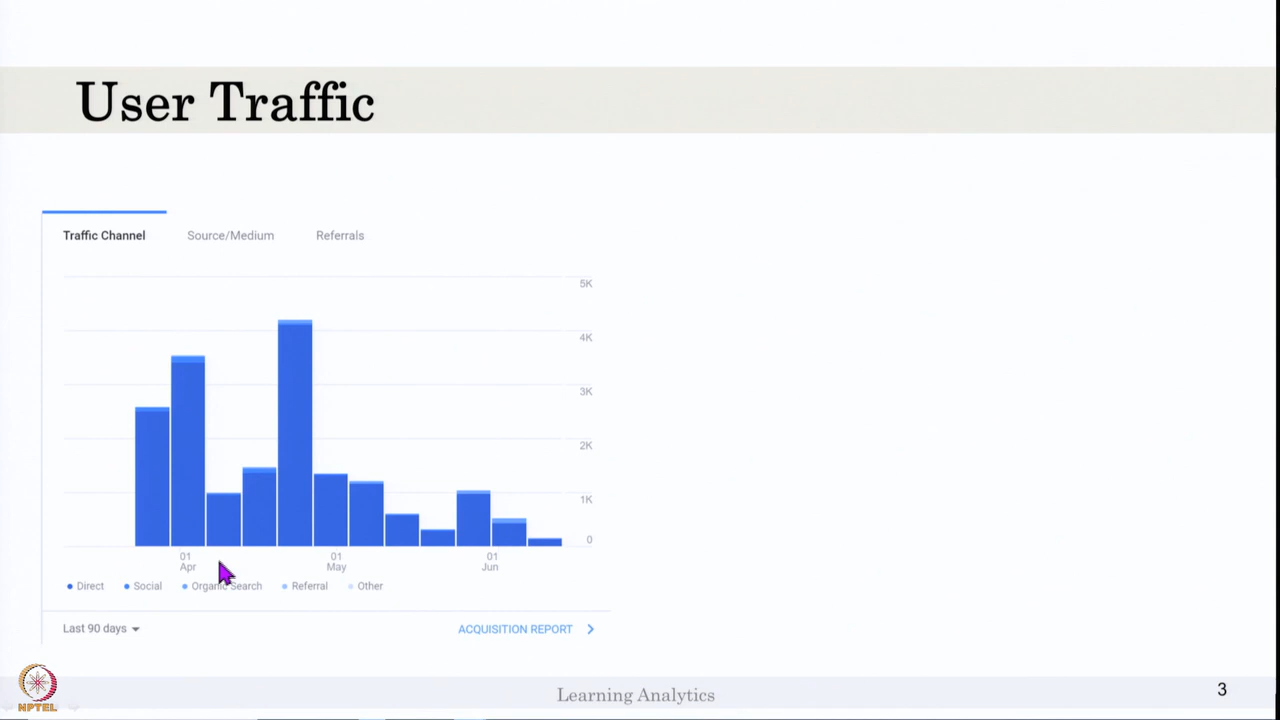 User Traffic
Traffic Channel Source/Medium Referrals
5K
4K
3K
2K
1K
0
01 01 01
Apr May Jun
Direct Social Organic Search Referral Other
Last 90 days ACQUISITION REPORT
NPTEL Learning Analytics 3